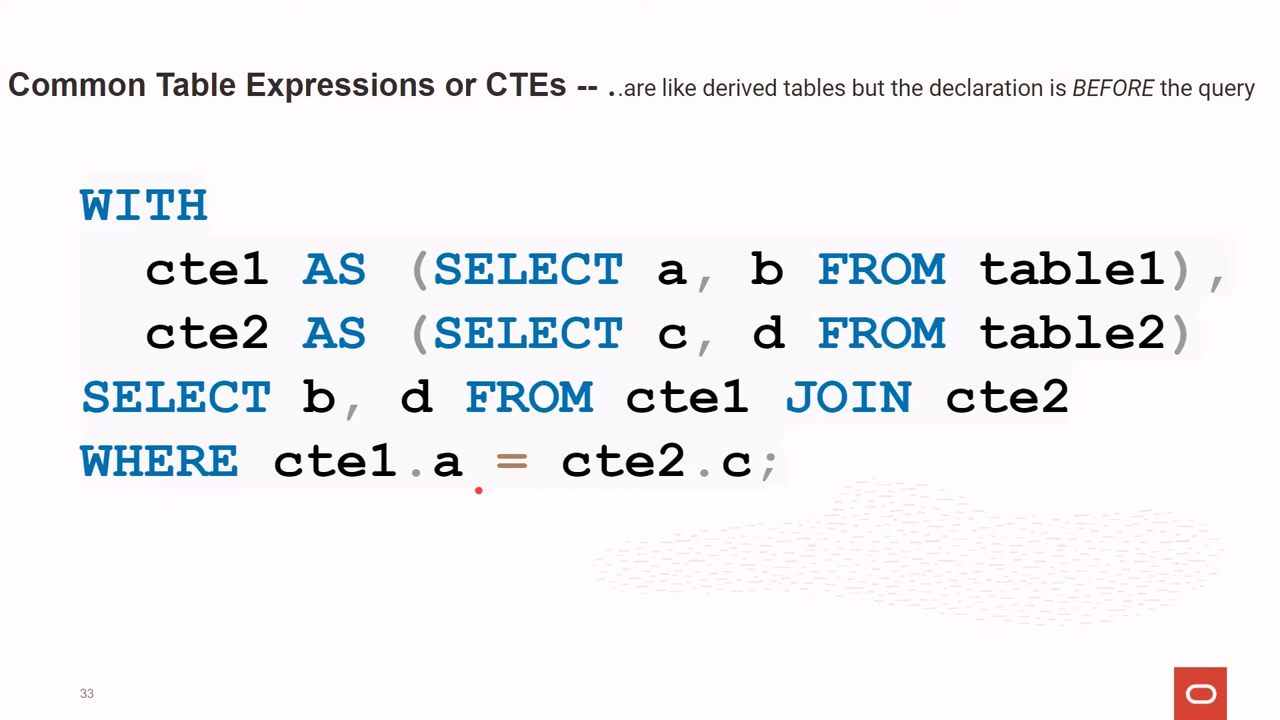 Common Table Expressions or CTEs -- ..are like derived tables but the declaration is BEFORE the query
WITH
  cte1 AS (SELECT a, b FROM table1),
  cte2 AS (SELECT c, d FROM table2)
SELECT b, d FROM cte1 JOIN cte2
WHERE cte1.a = cte2.c;
33